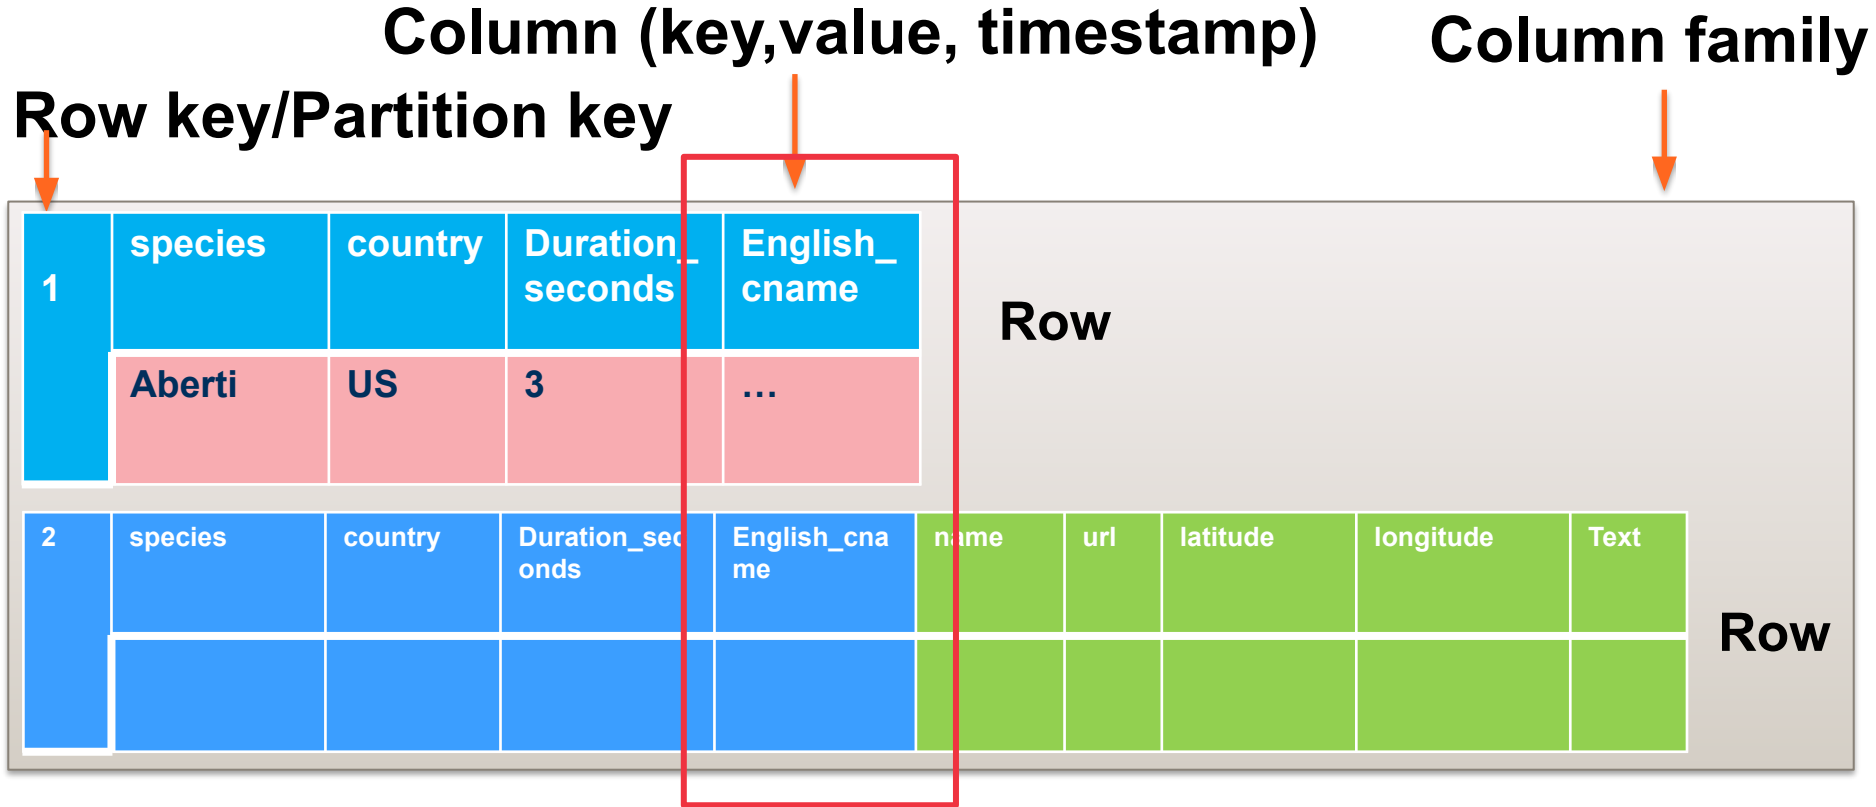 Column (key,value, timestamp)
Column family
Row key/Partition key
1
species
country
Duration_
seconds
English_
cname
Row
Aberti
US
3
…
2
species
country
Duration_sec
onds
English_cna
me
name
url
latitude
longitude
Text
Row